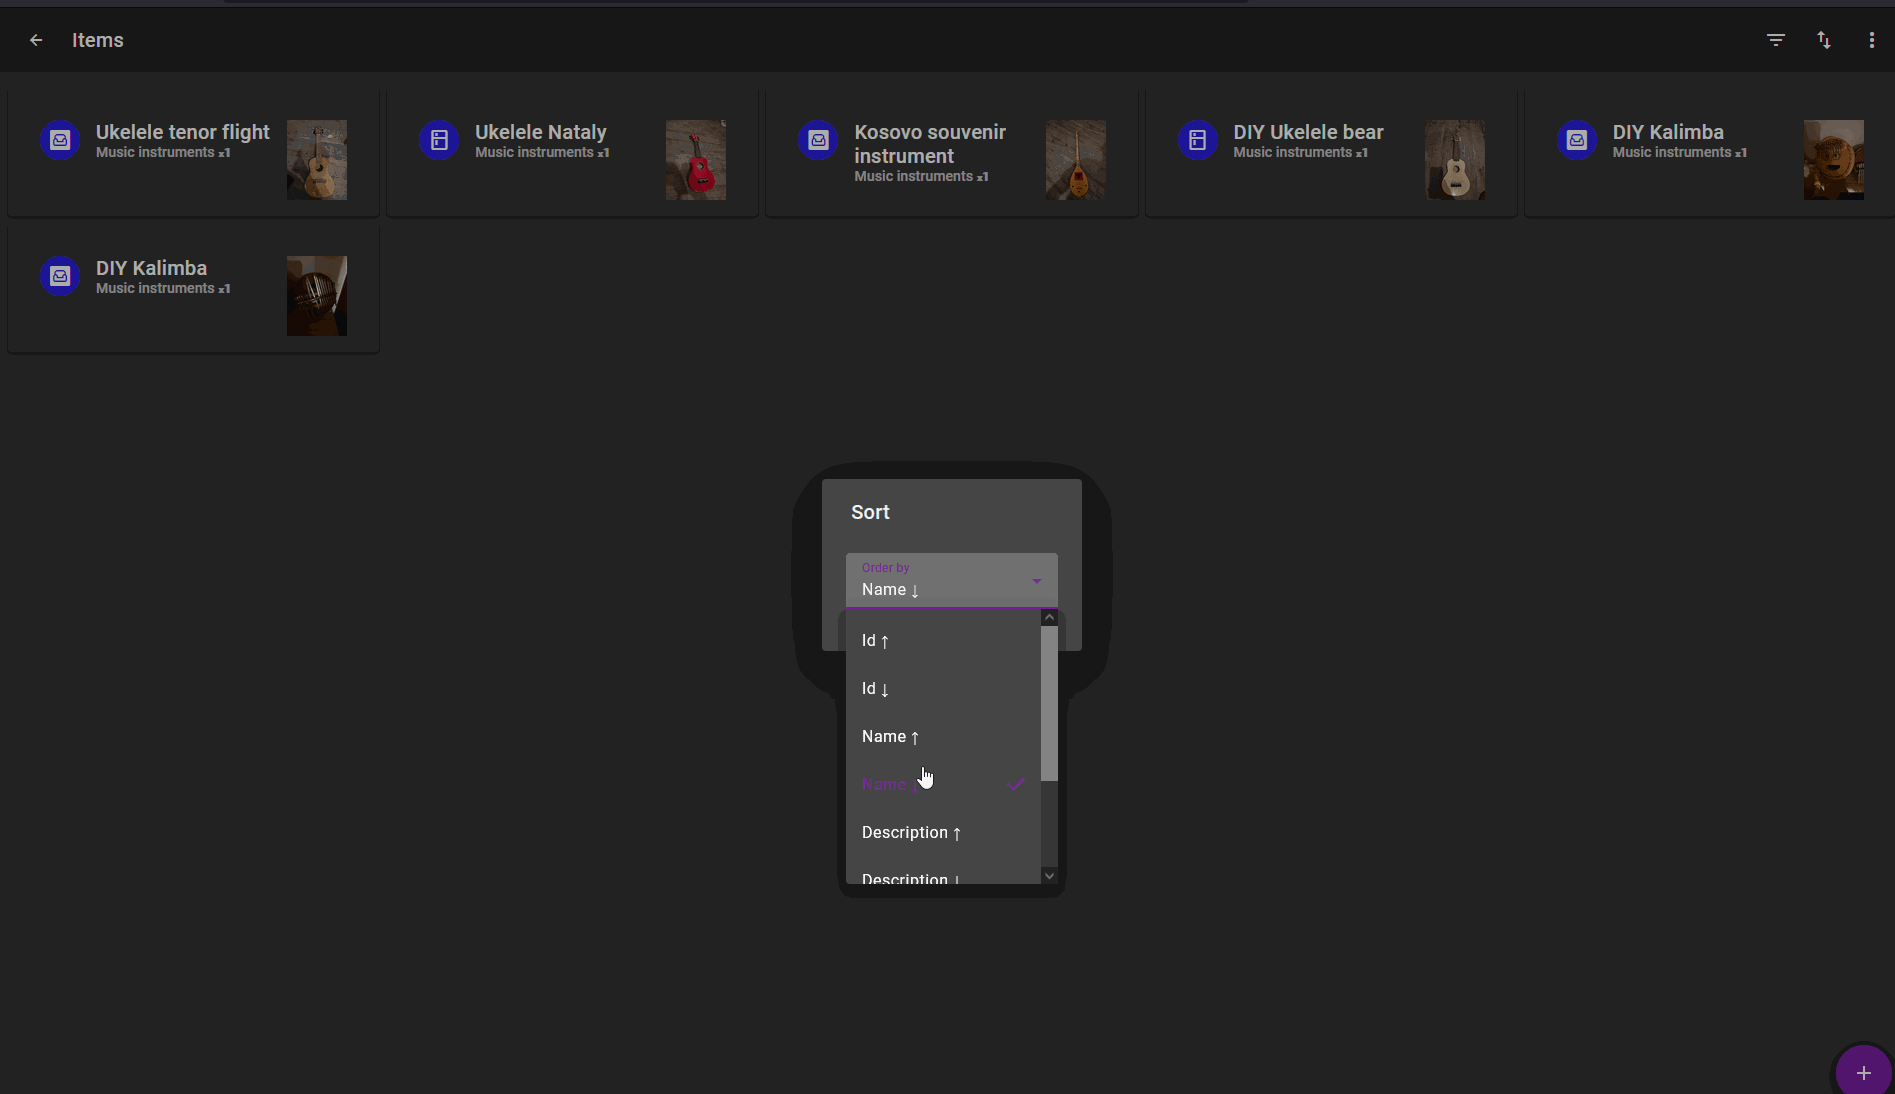 Items
Ukelele tenor flight
Music instruments x1
Ukelele Nataly
Music instruments x1
Kosovo souvenir
instrument
Music instruments x1
DIY Ukelele bear
Music instruments x1
DIY Kalimba
Music instruments x1
DIY Kalimba
Music instruments x1
Sort
Order by
Name ↓
Id ↑
Id ↓
Name ↑
Name ↓
Description ↑
Description ↓